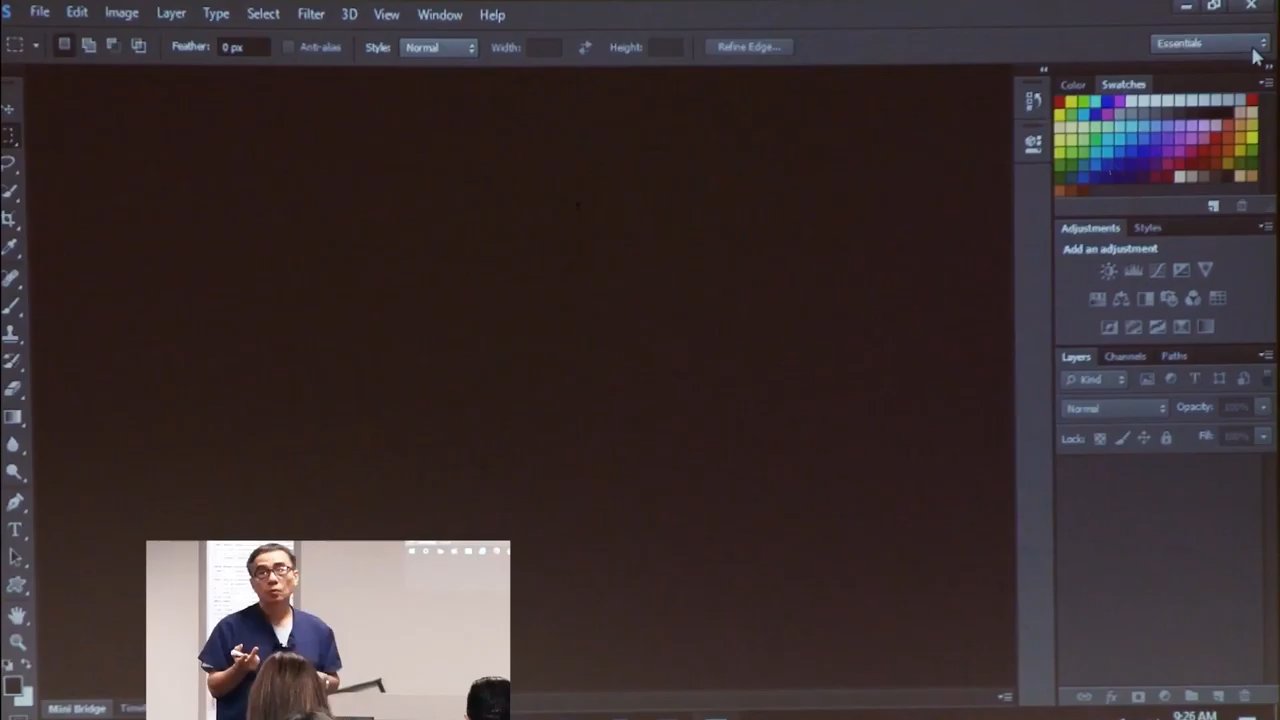 S File Edit Image Layer Type Select Filter 3D View Window Help
Feather: 0 px Anti-alias Style: Normal Width: Height: Refine Edge... Essentials
Color Swatches
Adjustments Styles
Add an adjustment
Layers Channels Paths
Kind
Normal Opacity: 100%
Lock: Fill: 100%
Mini Bridge
9:26 AM